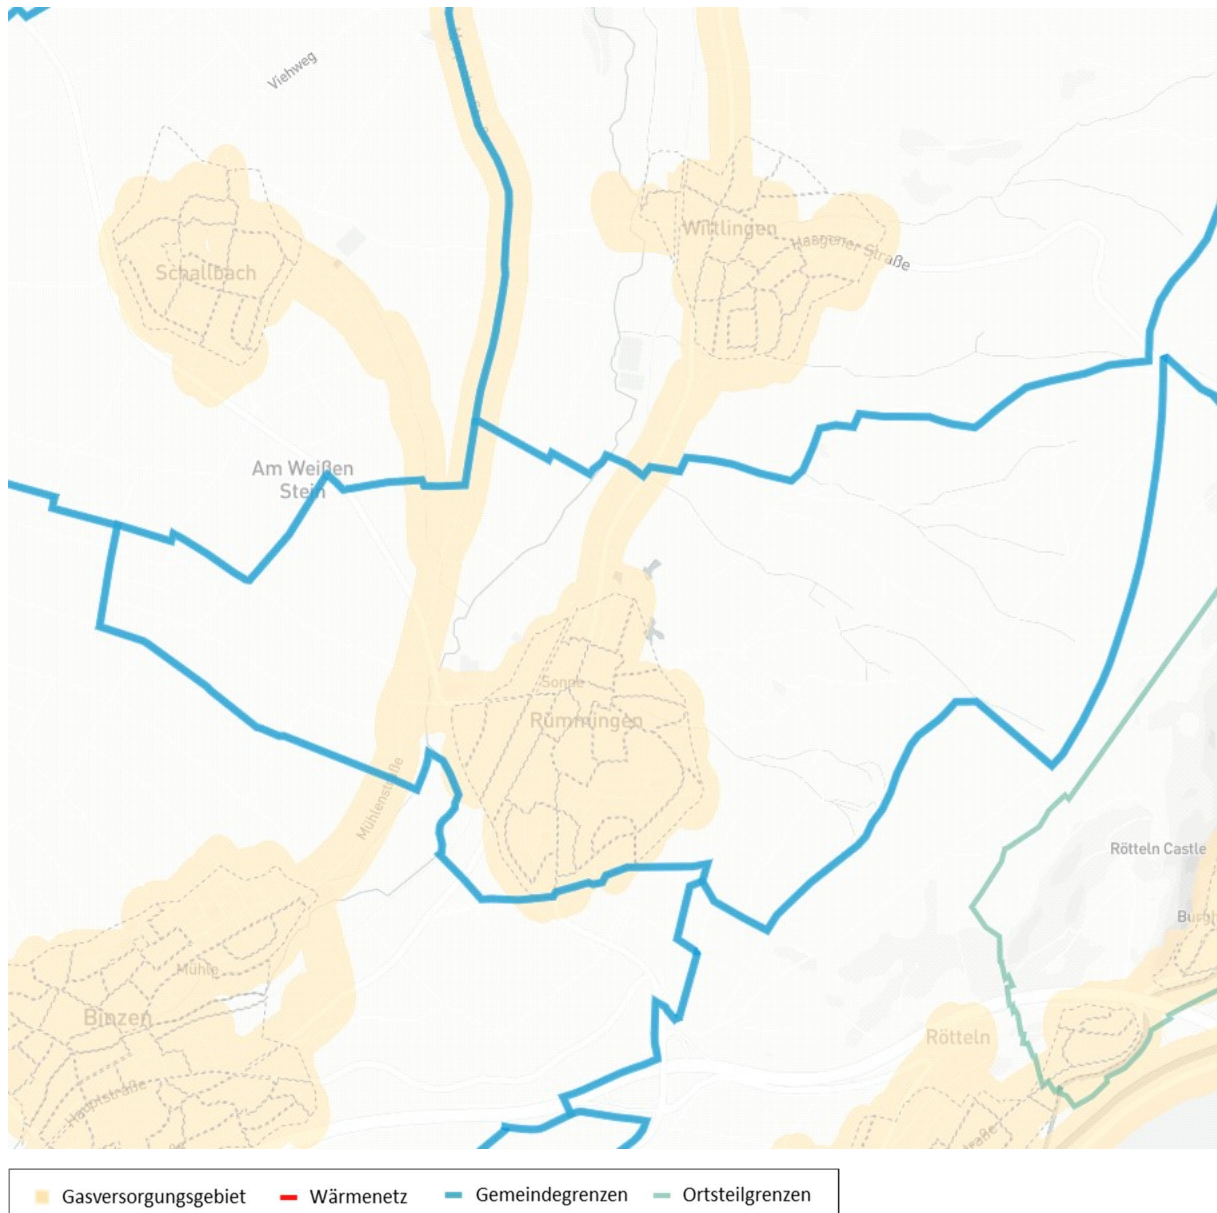 Viehweg
Wittlingen
Haagener Straße
Schallbach
Am Weißen
Stein
Sonne
Rümmingen
Mühlenstraße
Rötteln Castle
Mühle
Binzen
Rötteln
Hauptstraße
Gasversorgungsgebiet
Wärmenetz
Gemeindegrenzen
Ortsteilgrenzen